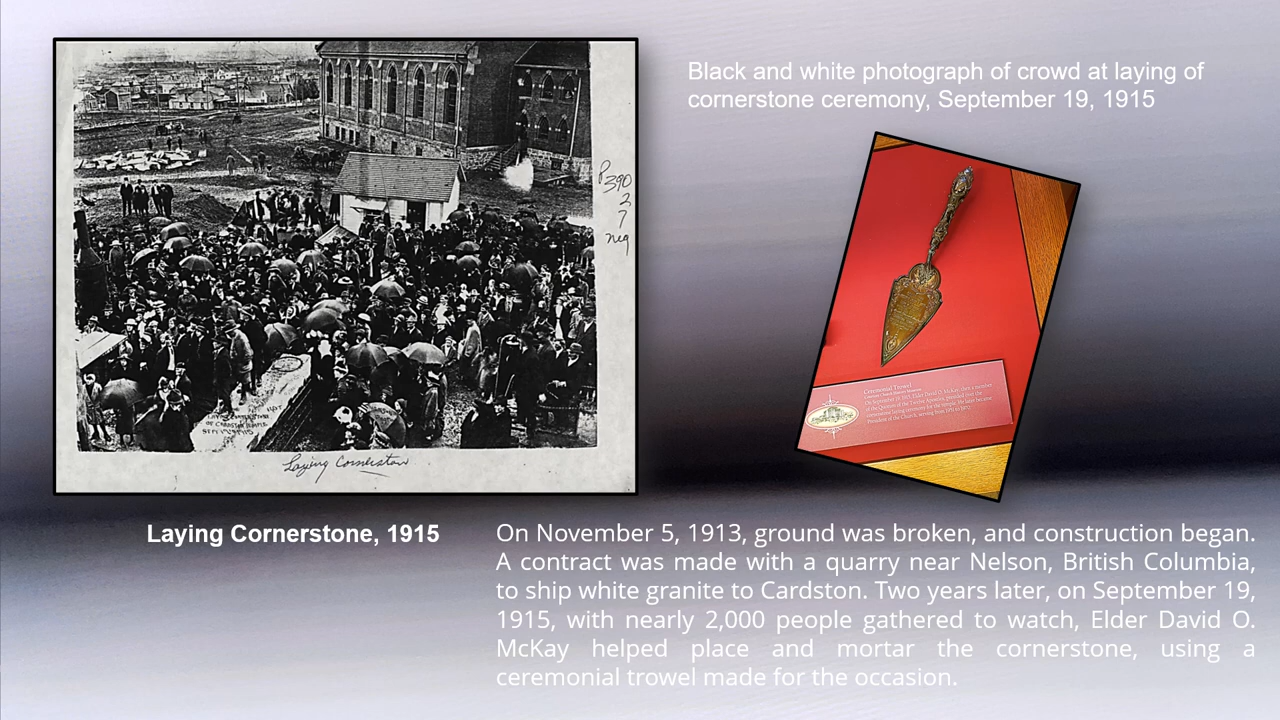 Black and white photograph of crowd at laying of
cornerstone ceremony, September 19, 1915
P390
2
7
neg
Laying Cornerston
Ceremonial Trowel
Laying Cornerstone, 1915
On November 5, 1913, ground was broken, and construction began.
A contract was made with a quarry near Nelson, British Columbia,
to ship white granite to Cardston. Two years later, on September 19,
1915, with nearly 2,000 people gathered to watch, Elder David O.
McKay helped place and mortar the cornerstone, using a
ceremonial trowel made for the occasion.